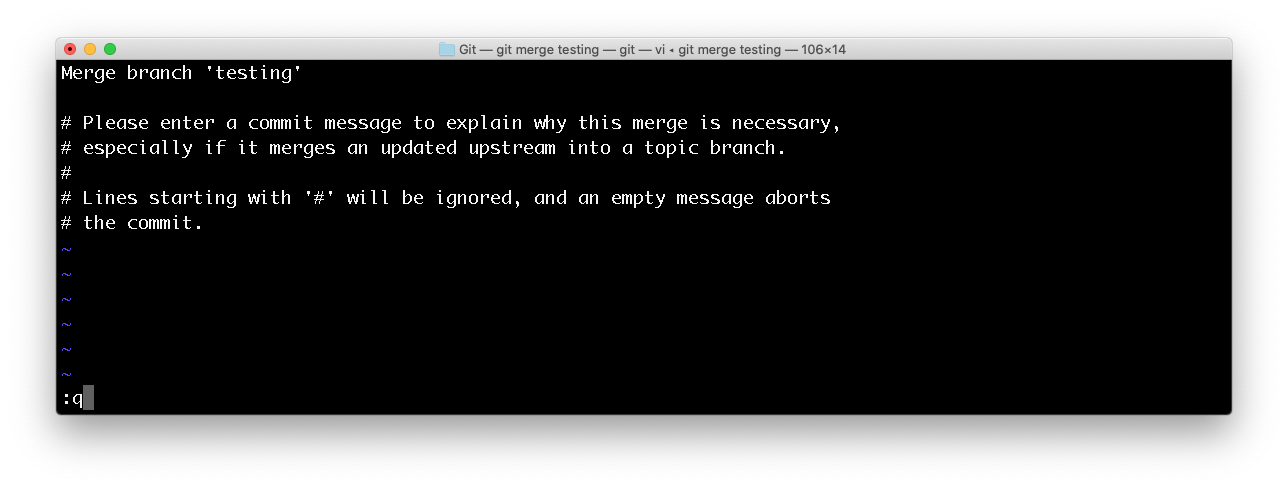 Git — git merge testing — git — vi ◂ git merge testing — 106×14
Merge branch 'testing'
# Please enter a commit message to explain why this merge is necessary,
# especially if it merges an updated upstream into a topic branch.
#
# Lines starting with '#' will be ignored, and an empty message aborts
# the commit.
~
~
~
~
~
~
:q